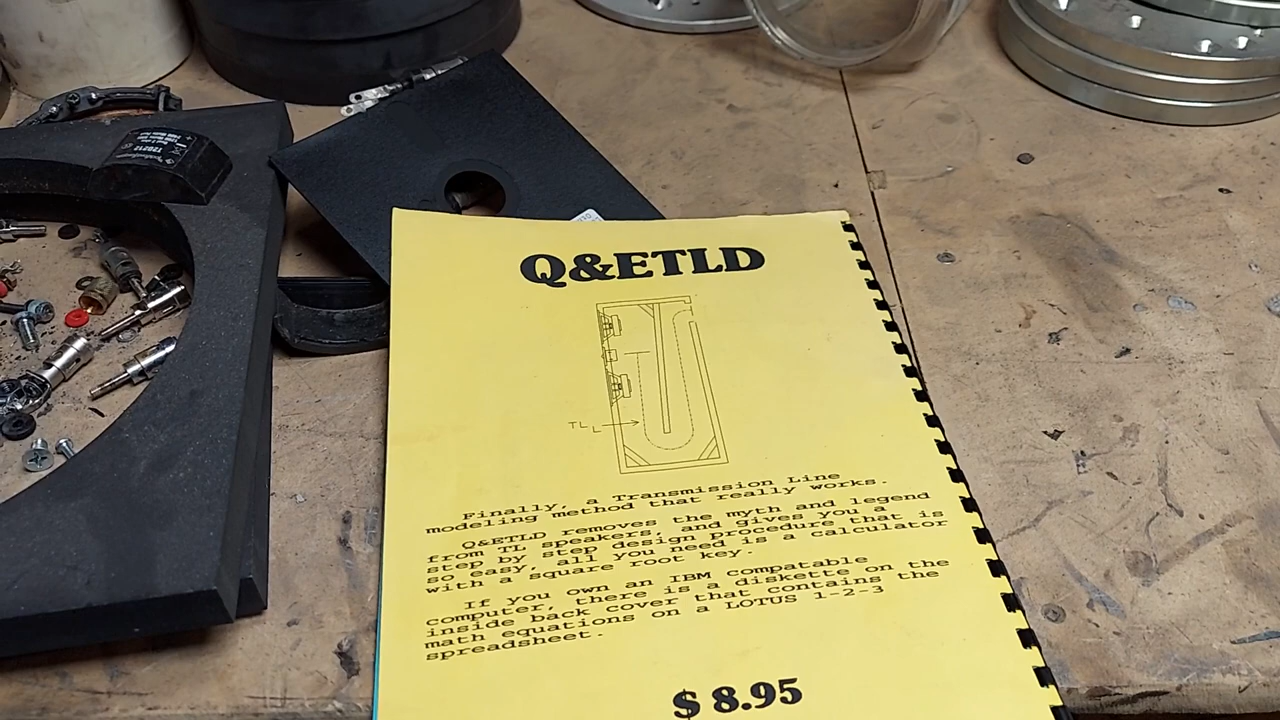 T20212
Q&ETLD
TL L
Finally, a Transmission Line
modeling method that really works.
Q&ETLD removes the myth and legend
from TL speakers, and gives you a
step by step design procedure that is
so easy, all you need is a calculator
with a square root key.
If you own an IBM compatable
computer, there is a diskette on the
inside back cover that contains the
math equations on a LOTUS 1-2-3
spreadsheet.
$ 8.95